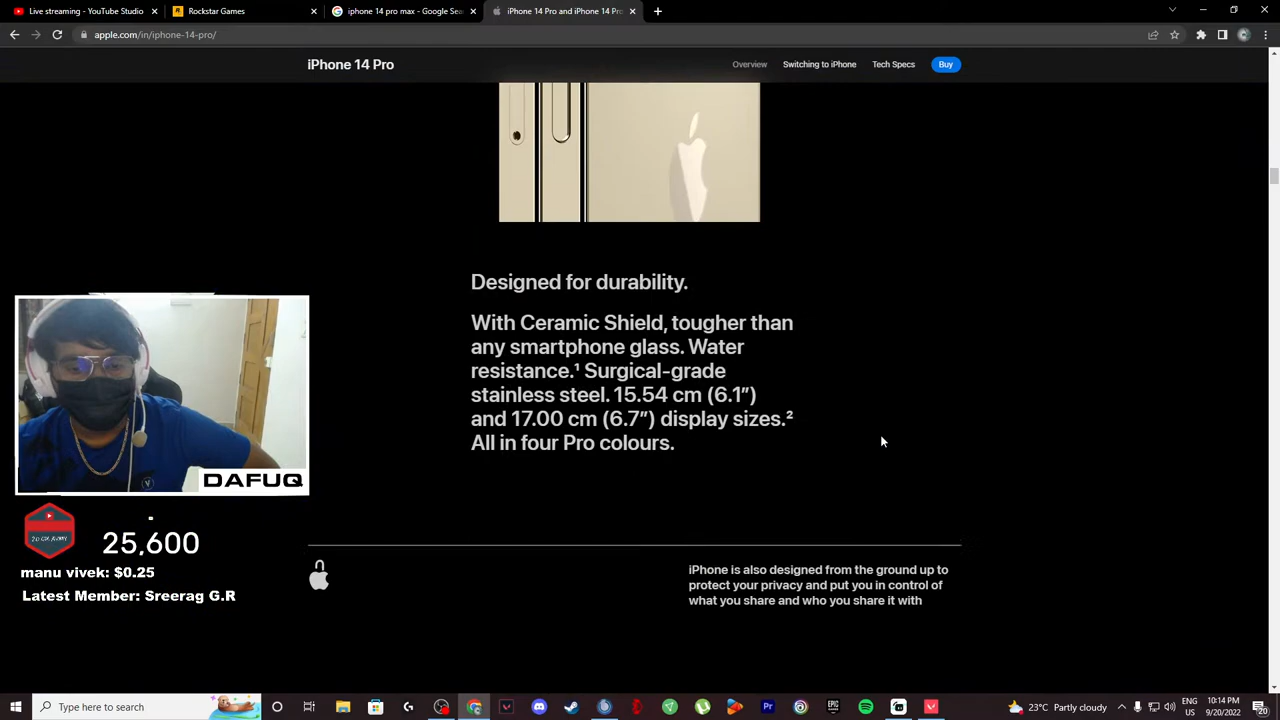 Live streaming - YouTube Studio
Rockstar Games
iphone 14 pro max - Google Sea
iPhone 14 Pro and iPhone 14 Pro
apple.com/in/iphone-14-pro/
iPhone 14 Pro
Overview
Switching to iPhone
Tech Specs
Buy
Designed for durability.
With Ceramic Shield, tougher than
any smartphone glass. Water
resistance.¹ Surgical-grade
stainless steel. 15.54 cm (6.1″)
and 17.00 cm (6.7″) display sizes.²
All in four Pro colours.
DAFUQ
25,600
manu vivek: $0.25
Latest Member: Sreerag G.R
iPhone is also designed from the ground up to
protect your privacy and put you in control of
what you share and who you share it with
Type here to search
23°C Partly cloudy
ENG
US
10:14 PM
9/20/2022